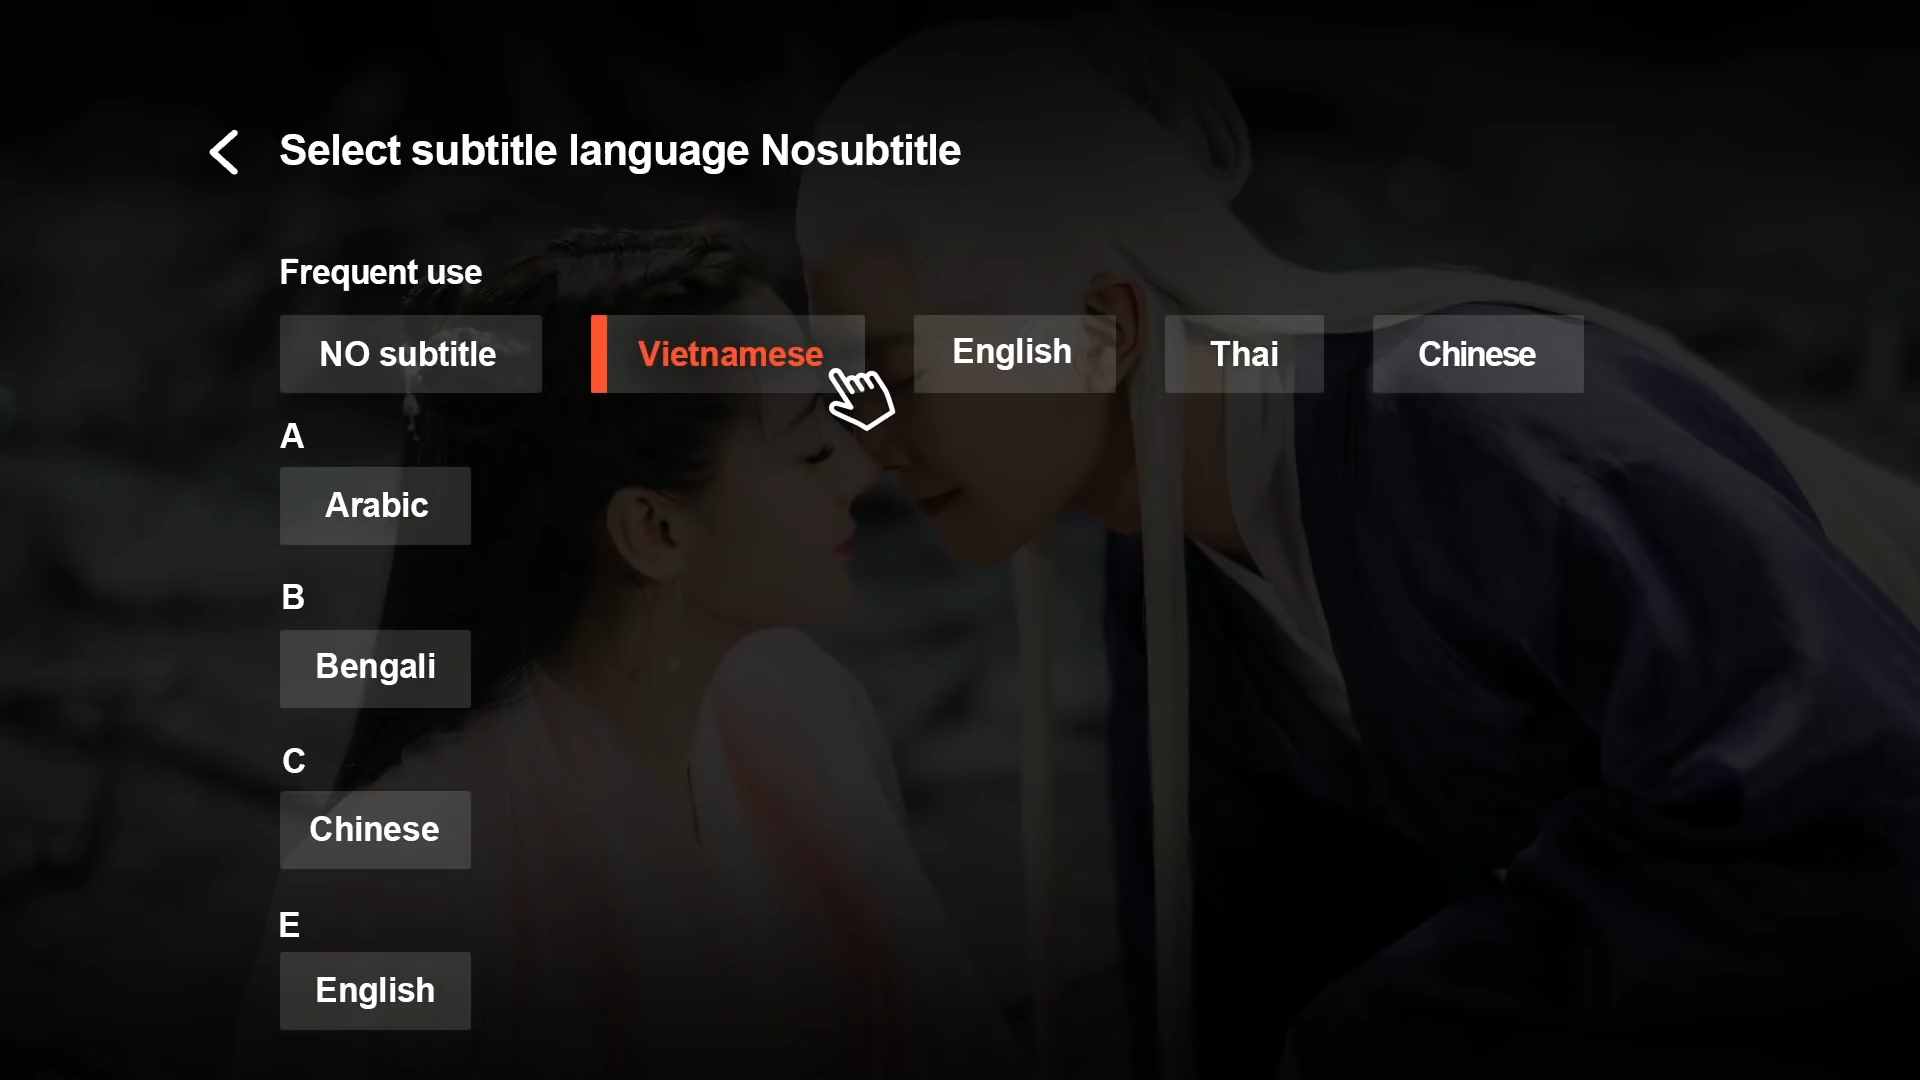 Select subtitle language Nosubtitle
Frequent use
NO subtitle Vietnamese English Thai Chinese
A
Arabic
B
Bengali
C
Chinese
E
English